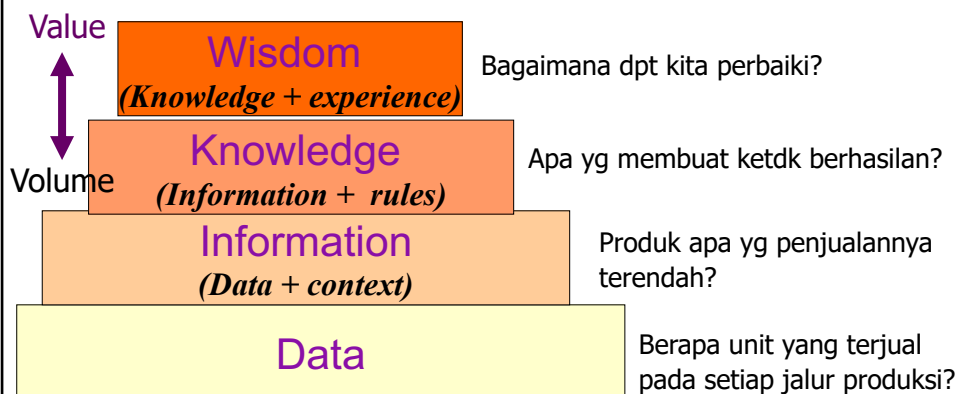 Value
Wisdom
(Knowledge + experience)
Bagaimana dpt kita perbaiki?
Volume
Knowledge
(Information + rules)
Apa yg membuat ketdk berhasilan?
Information
(Data + context)
Produk apa yg penjualannya
terendah?
Data
Berapa unit yang terjual
pada setiap jalur produksi?